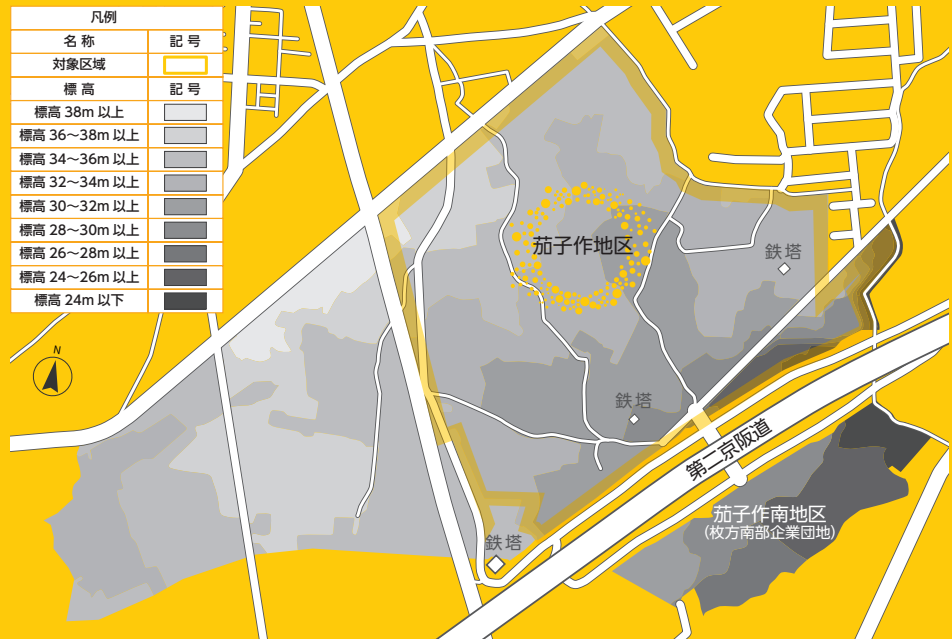 凡例
名 称 記 号
対象区域
標 高 記 号
標高 38m 以上
標高 36〜38m 以上
標高 34〜36m 以上
標高 32〜34m 以上
標高 30〜32m 以上
標高 28〜30m 以上
標高 26〜28m 以上
標高 24〜26m 以上
標高 24m 以下
N
茄子作地区
鉄塔
鉄塔
第二京阪道
茄子作南地区
(枚方南部企業団地)
鉄塔